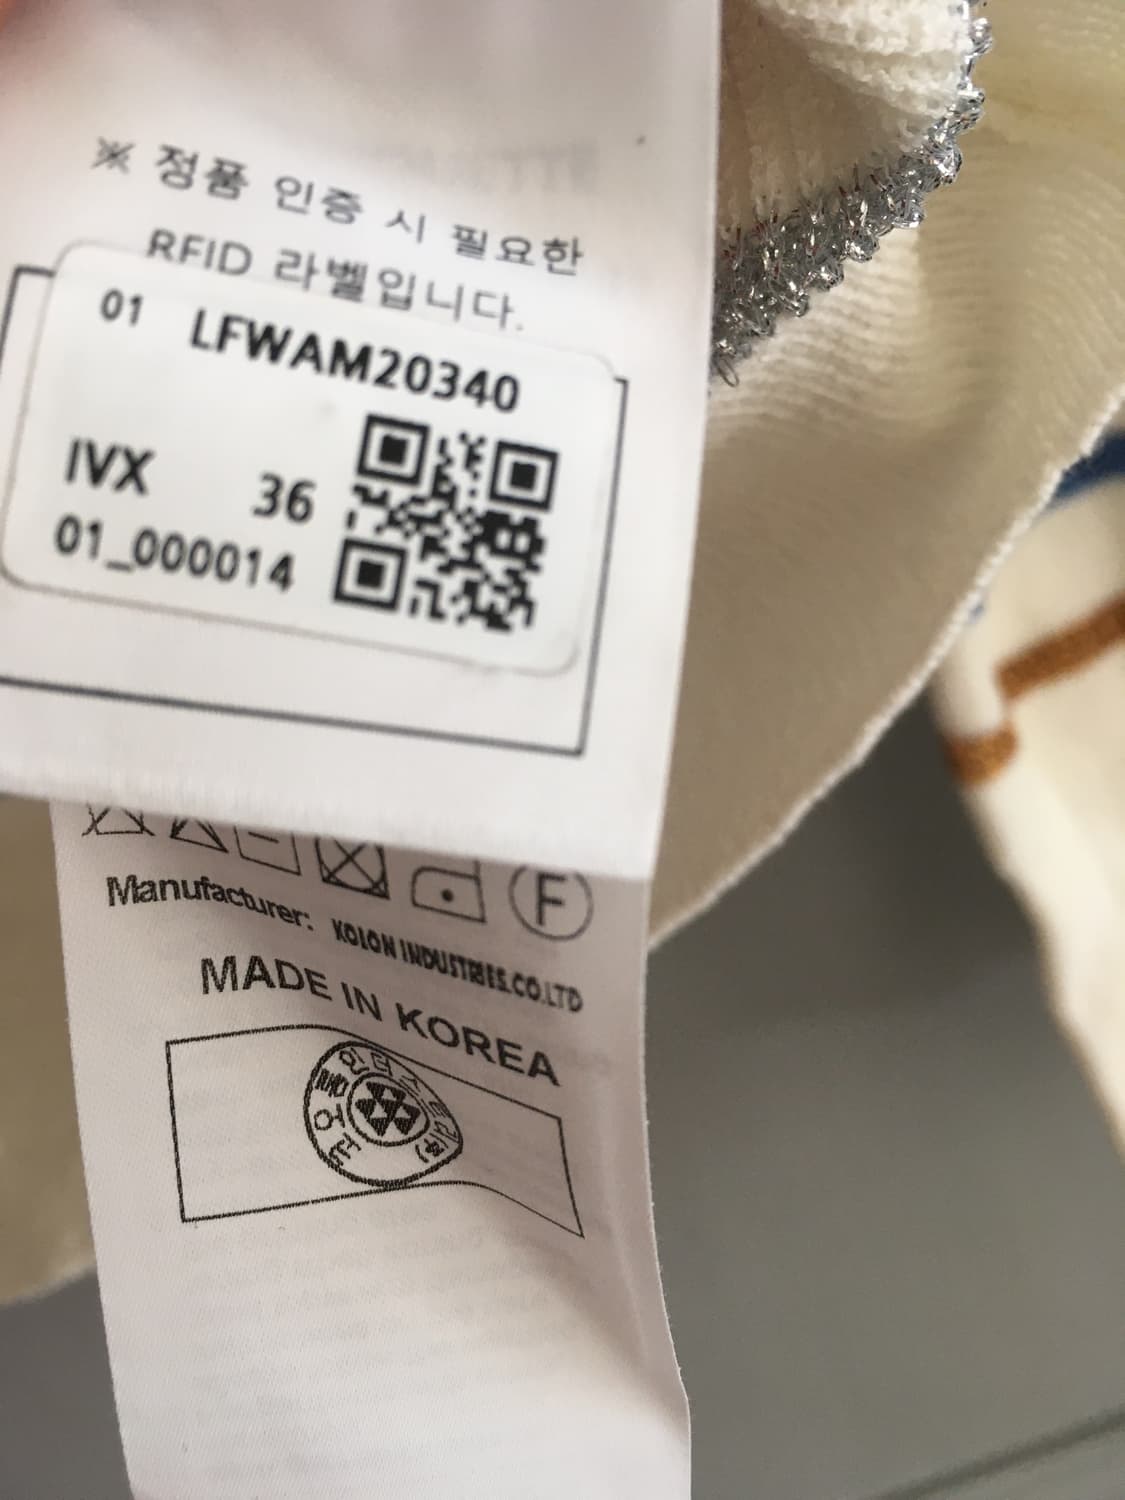 ※ 정품 인증 시 필요한
RFID 라벨입니다.
01 LFWAM20340
IVX 36
01_000014
F
Manufacturer: KOLON INDUSTRIES.CO.LTD
MADE IN KOREA